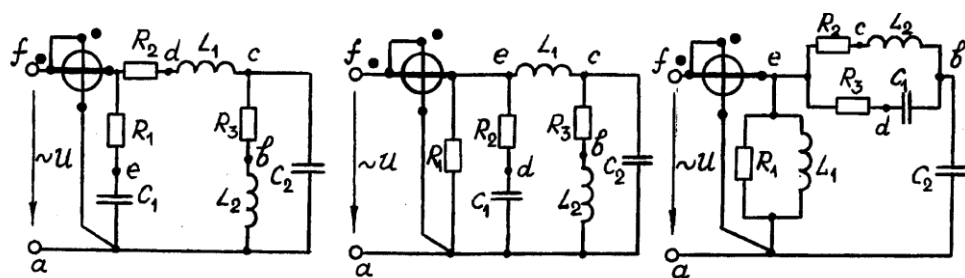 f R₂ d L₁ c
~U R₁ R₃ b
e C₁ L₂ C₂
a
f e L₁ c
~U R₁ R₂ R₃ b
d C₁ L₂ C₂
a
f e R₂ c L₂ b
R₃ d C₁
~U R₁ L₁ C₂
a